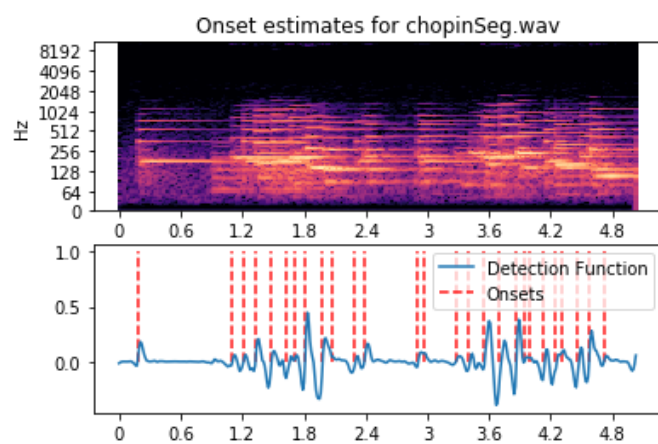 Onset estimates for chopinSeg.wav
8192
4096
2048
1024
512
256
128
64
0
Hz
0 0.6 1.2 1.8 2.4 3 3.6 4.2 4.8
1.0
0.5
0.0
Detection Function
Onsets
0 0.6 1.2 1.8 2.4 3 3.6 4.2 4.8